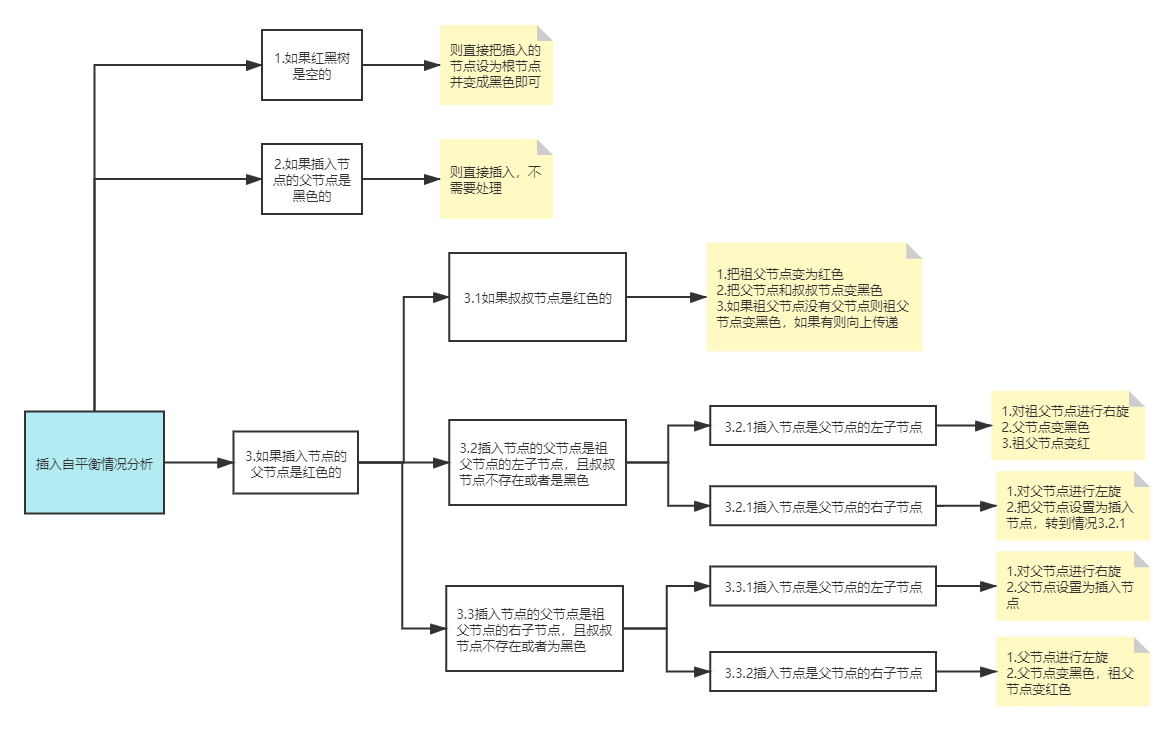 1.如果红黑树
是空的
则直接把插入的
节点设为根节点
并变成黑色即可
2.如果插入节
点的父节点是
黑色的
则直接插入，不
需要处理
3.1如果叔叔节点是红色的
1.把祖父节点变为红色
2.把父节点和叔叔节点变黑色
3.如果祖父节点没有父节点则祖父
节点变黑色，如果有则向上传递
插入自平衡情况分析
3.如果插入节点的
父节点是红色的
3.2插入节点的父节点是祖
父节点的左子节点，且叔叔
节点不存在或者是黑色
3.2.1插入节点是父节点的左子节点
1.对祖父节点进行右旋
2.父节点变黑色
3.祖父节点变红
3.2.1插入节点是父节点的右子节点
1.对父节点进行左旋
2.把父节点设置为插入
节点，转到情况3.2.1
3.3插入节点的父节点是祖
父节点的右子节点，且叔叔
节点不存在或者为黑色
3.3.1插入节点是父节点的左子节点
1.对父节点进行右旋
2.父节点设置为插入节
点
3.3.2插入节点是父节点的右子节点
1.父节点进行左旋
2.父节点变黑色，祖父
节点变红色